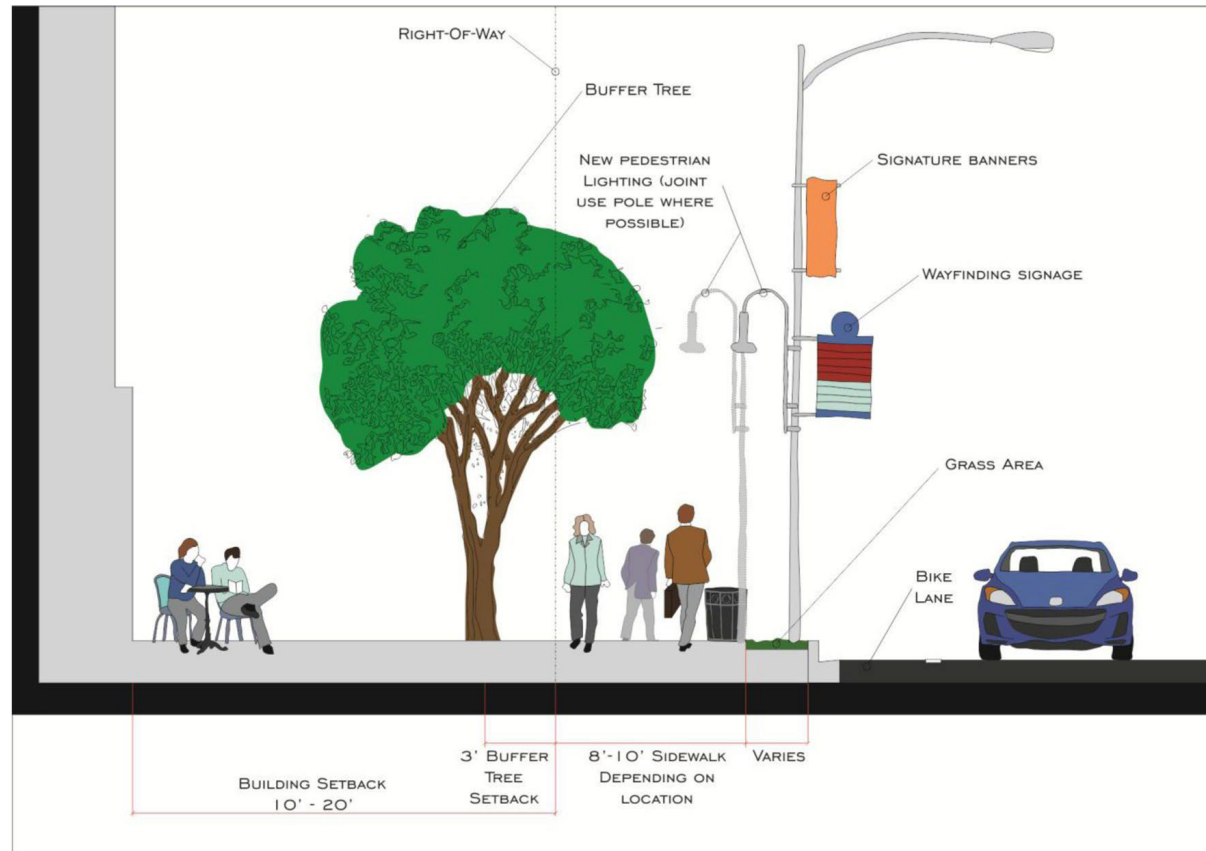 Right-Of-Way
Buffer Tree
New pedestrian
Lighting (joint
use pole where
possible)
Signature banners
Wayfinding signage
Grass Area
Bike
Lane
3' Buffer
Tree
Setback
8'-10' Sidewalk
Depending on
location
Varies
Building Setback
10' - 20'